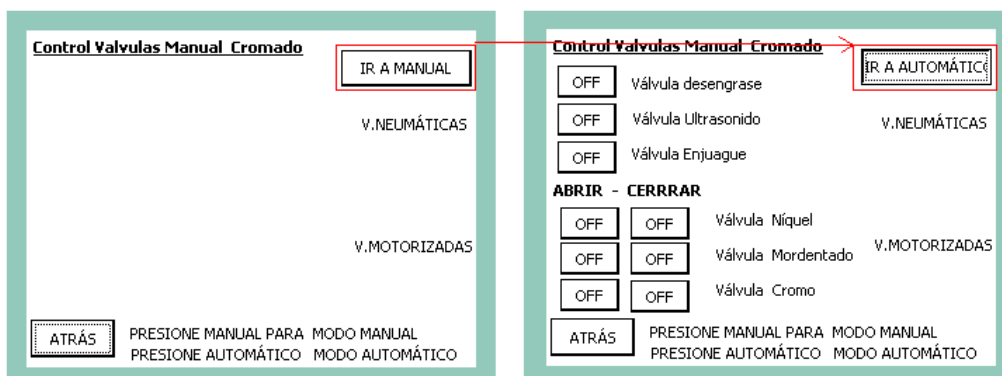 Control Valvulas Manual Cromado
IR A MANUAL
V.NEUMÁTICAS
V.MOTORIZADAS
ATRÁS
PRESIONE MANUAL PARA MODO MANUAL
PRESIONE AUTOMÁTICO MODO AUTOMÁTICO
Control Valvulas Manual Cromado
IR A AUTOMÁTICO
OFF Válvula desengrase
OFF Válvula Ultrasonido
V.NEUMÁTICAS
OFF Válvula Enjuague
ABRIR - CERRRAR
OFF OFF Válvula Níquel
OFF OFF Válvula Mordentado
V.MOTORIZADAS
OFF OFF Válvula Cromo
ATRÁS
PRESIONE MANUAL PARA MODO MANUAL
PRESIONE AUTOMÁTICO MODO AUTOMÁTICO